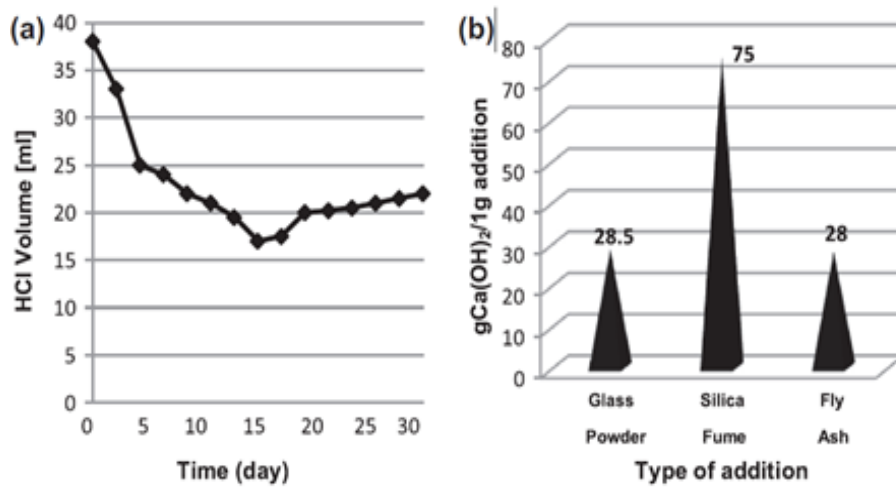 (a)
HCl Volume [ml]
40
35
30
25
20
15
10
5
0
0 5 10 15 20 25 30
Time (day)
(b)
gCa(OH)₂/1g addition
80
70
60
50
40
30
20
10
0
28.5
75
28
Glass Silica Fly
Powder Fume Ash
Type of addition